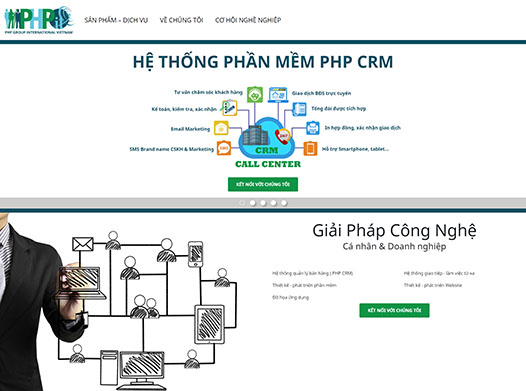 PHP
PHP GROUP INTERNATIONAL VIETNAM
SẢN PHẨM – DỊCH VỤ
VỀ CHÚNG TÔI
CƠ HỘI NGHỀ NGHIỆP
HỆ THỐNG PHẦN MỀM PHP CRM
Tư vấn chăm sóc khách hàng
Giao dịch BĐS trực tuyến
Kế toán, kiểm tra, xác nhận
Tổng đài được tích hợp
Email Marketing
In hợp đồng, xác nhận giao dịch
SMS Brand name CSKH & Marketing
Hỗ trợ Smartphone, tablet...
CRM
CALL CENTER
KẾT NỐI VỚI CHÚNG TÔI
Giải Pháp Công Nghệ
Cá nhân & Doanh nghiệp
Hệ thống quản lý bán hàng ( PHP CRM)
Hệ thống giao tiếp - làm việc từ xa
Thiết kế - phát triển phần mềm
Thiết kế - phát triển Website
Đồ họa ứng dụng
KẾT NỐI VỚI CHÚNG TÔI